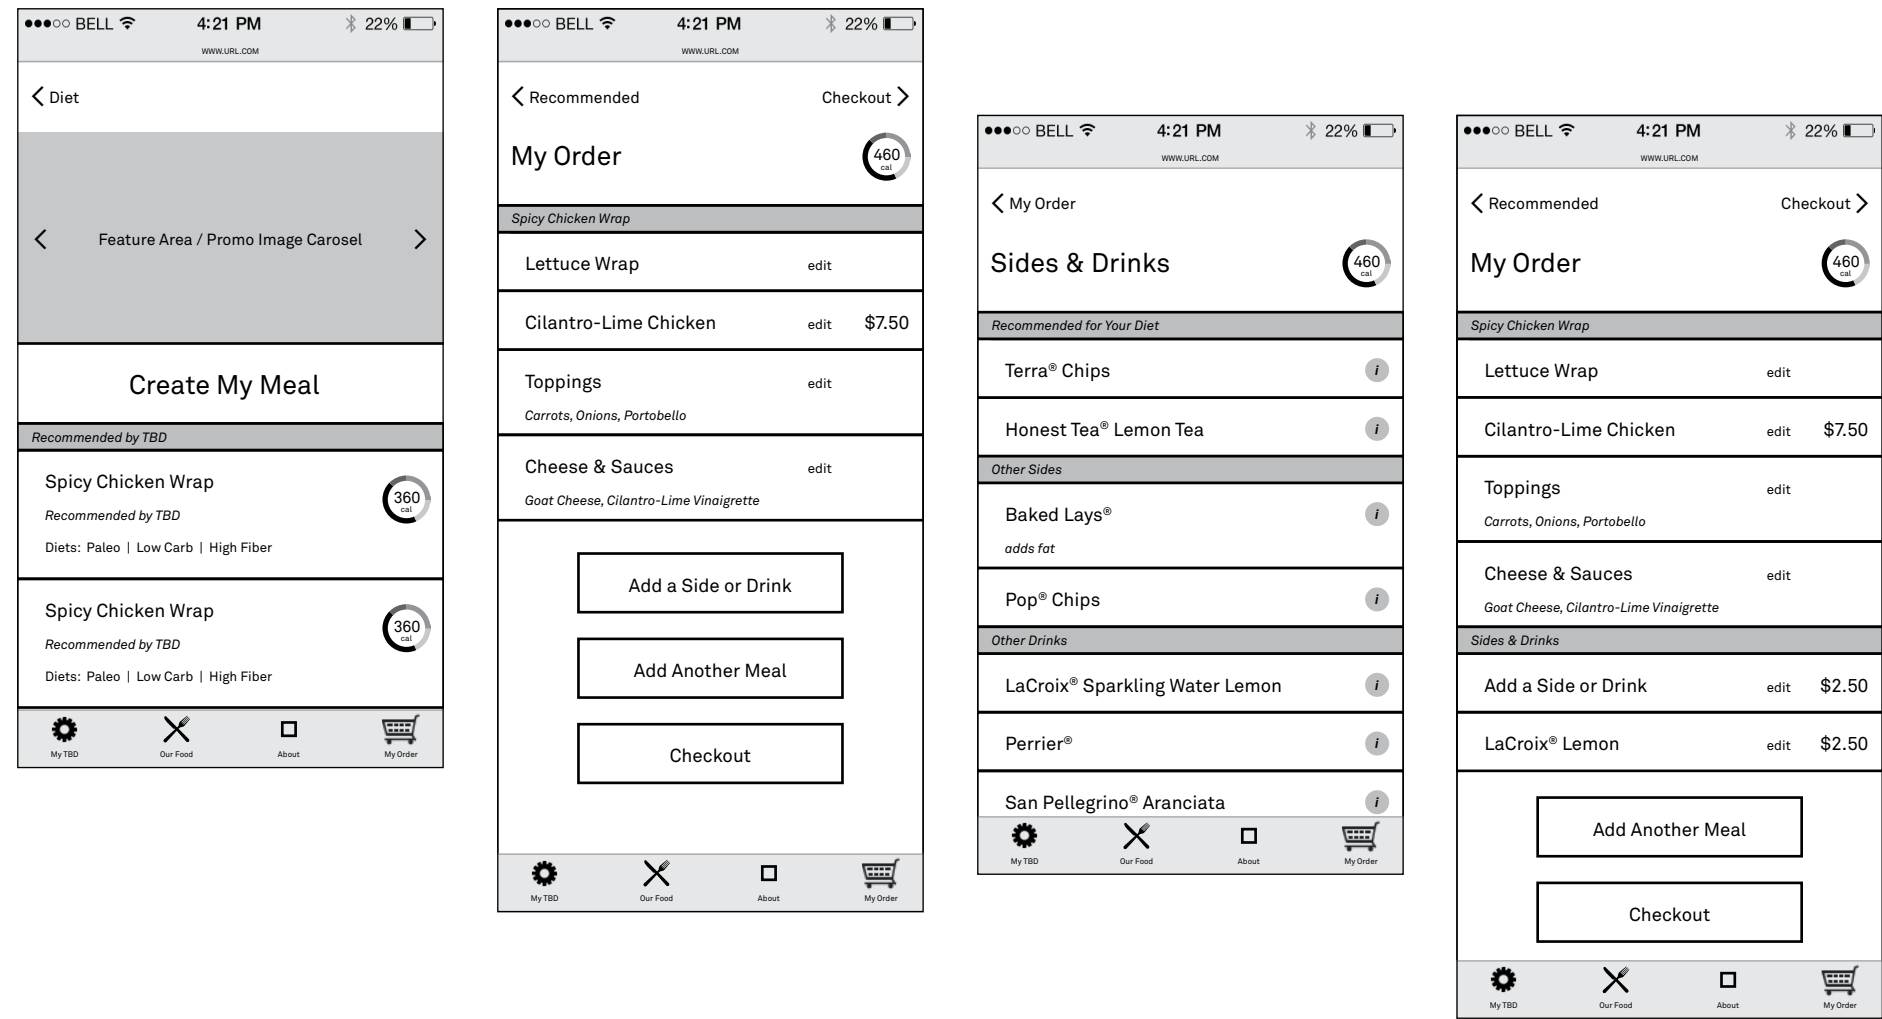 ●●●○○ BELL 4:21 PM 22%
WWW.URL.COM
Diet
Feature Area / Promo Image Carosel
Create My Meal
Recommended by TBD
Spicy Chicken Wrap
360
cal
Recommended by TBD
Diets: Paleo | Low Carb | High Fiber
Spicy Chicken Wrap
360
cal
Recommended by TBD
Diets: Paleo | Low Carb | High Fiber
My TBD Our Food About My Order
●●●○○ BELL 4:21 PM 22%
WWW.URL.COM
Recommended Checkout
My Order 460
cal
Spicy Chicken Wrap
Lettuce Wrap edit
Cilantro-Lime Chicken edit $7.50
Toppings edit
Carrots, Onions, Portobello
Cheese & Sauces edit
Goat Cheese, Cilantro-Lime Vinaigrette
Add a Side or Drink
Add Another Meal
Checkout
My TBD Our Food About My Order
●●●○○ BELL 4:21 PM 22%
WWW.URL.COM
My Order
Sides & Drinks 460
cal
Recommended for Your Diet
Terra® Chips i
Honest Tea® Lemon Tea i
Other Sides
Baked Lays® i
adds fat
Pop® Chips i
Other Drinks
LaCroix® Sparkling Water Lemon i
Perrier® i
San Pellegrino® Aranciata i
My TBD Our Food About My Order
●●●○○ BELL 4:21 PM 22%
WWW.URL.COM
Recommended Checkout
My Order 460
cal
Spicy Chicken Wrap
Lettuce Wrap edit
Cilantro-Lime Chicken edit $7.50
Toppings edit
Carrots, Onions, Portobello
Cheese & Sauces edit
Goat Cheese, Cilantro-Lime Vinaigrette
Sides & Drinks
Add a Side or Drink edit $2.50
LaCroix® Lemon edit $2.50
Add Another Meal
Checkout
My TBD Our Food About My Order